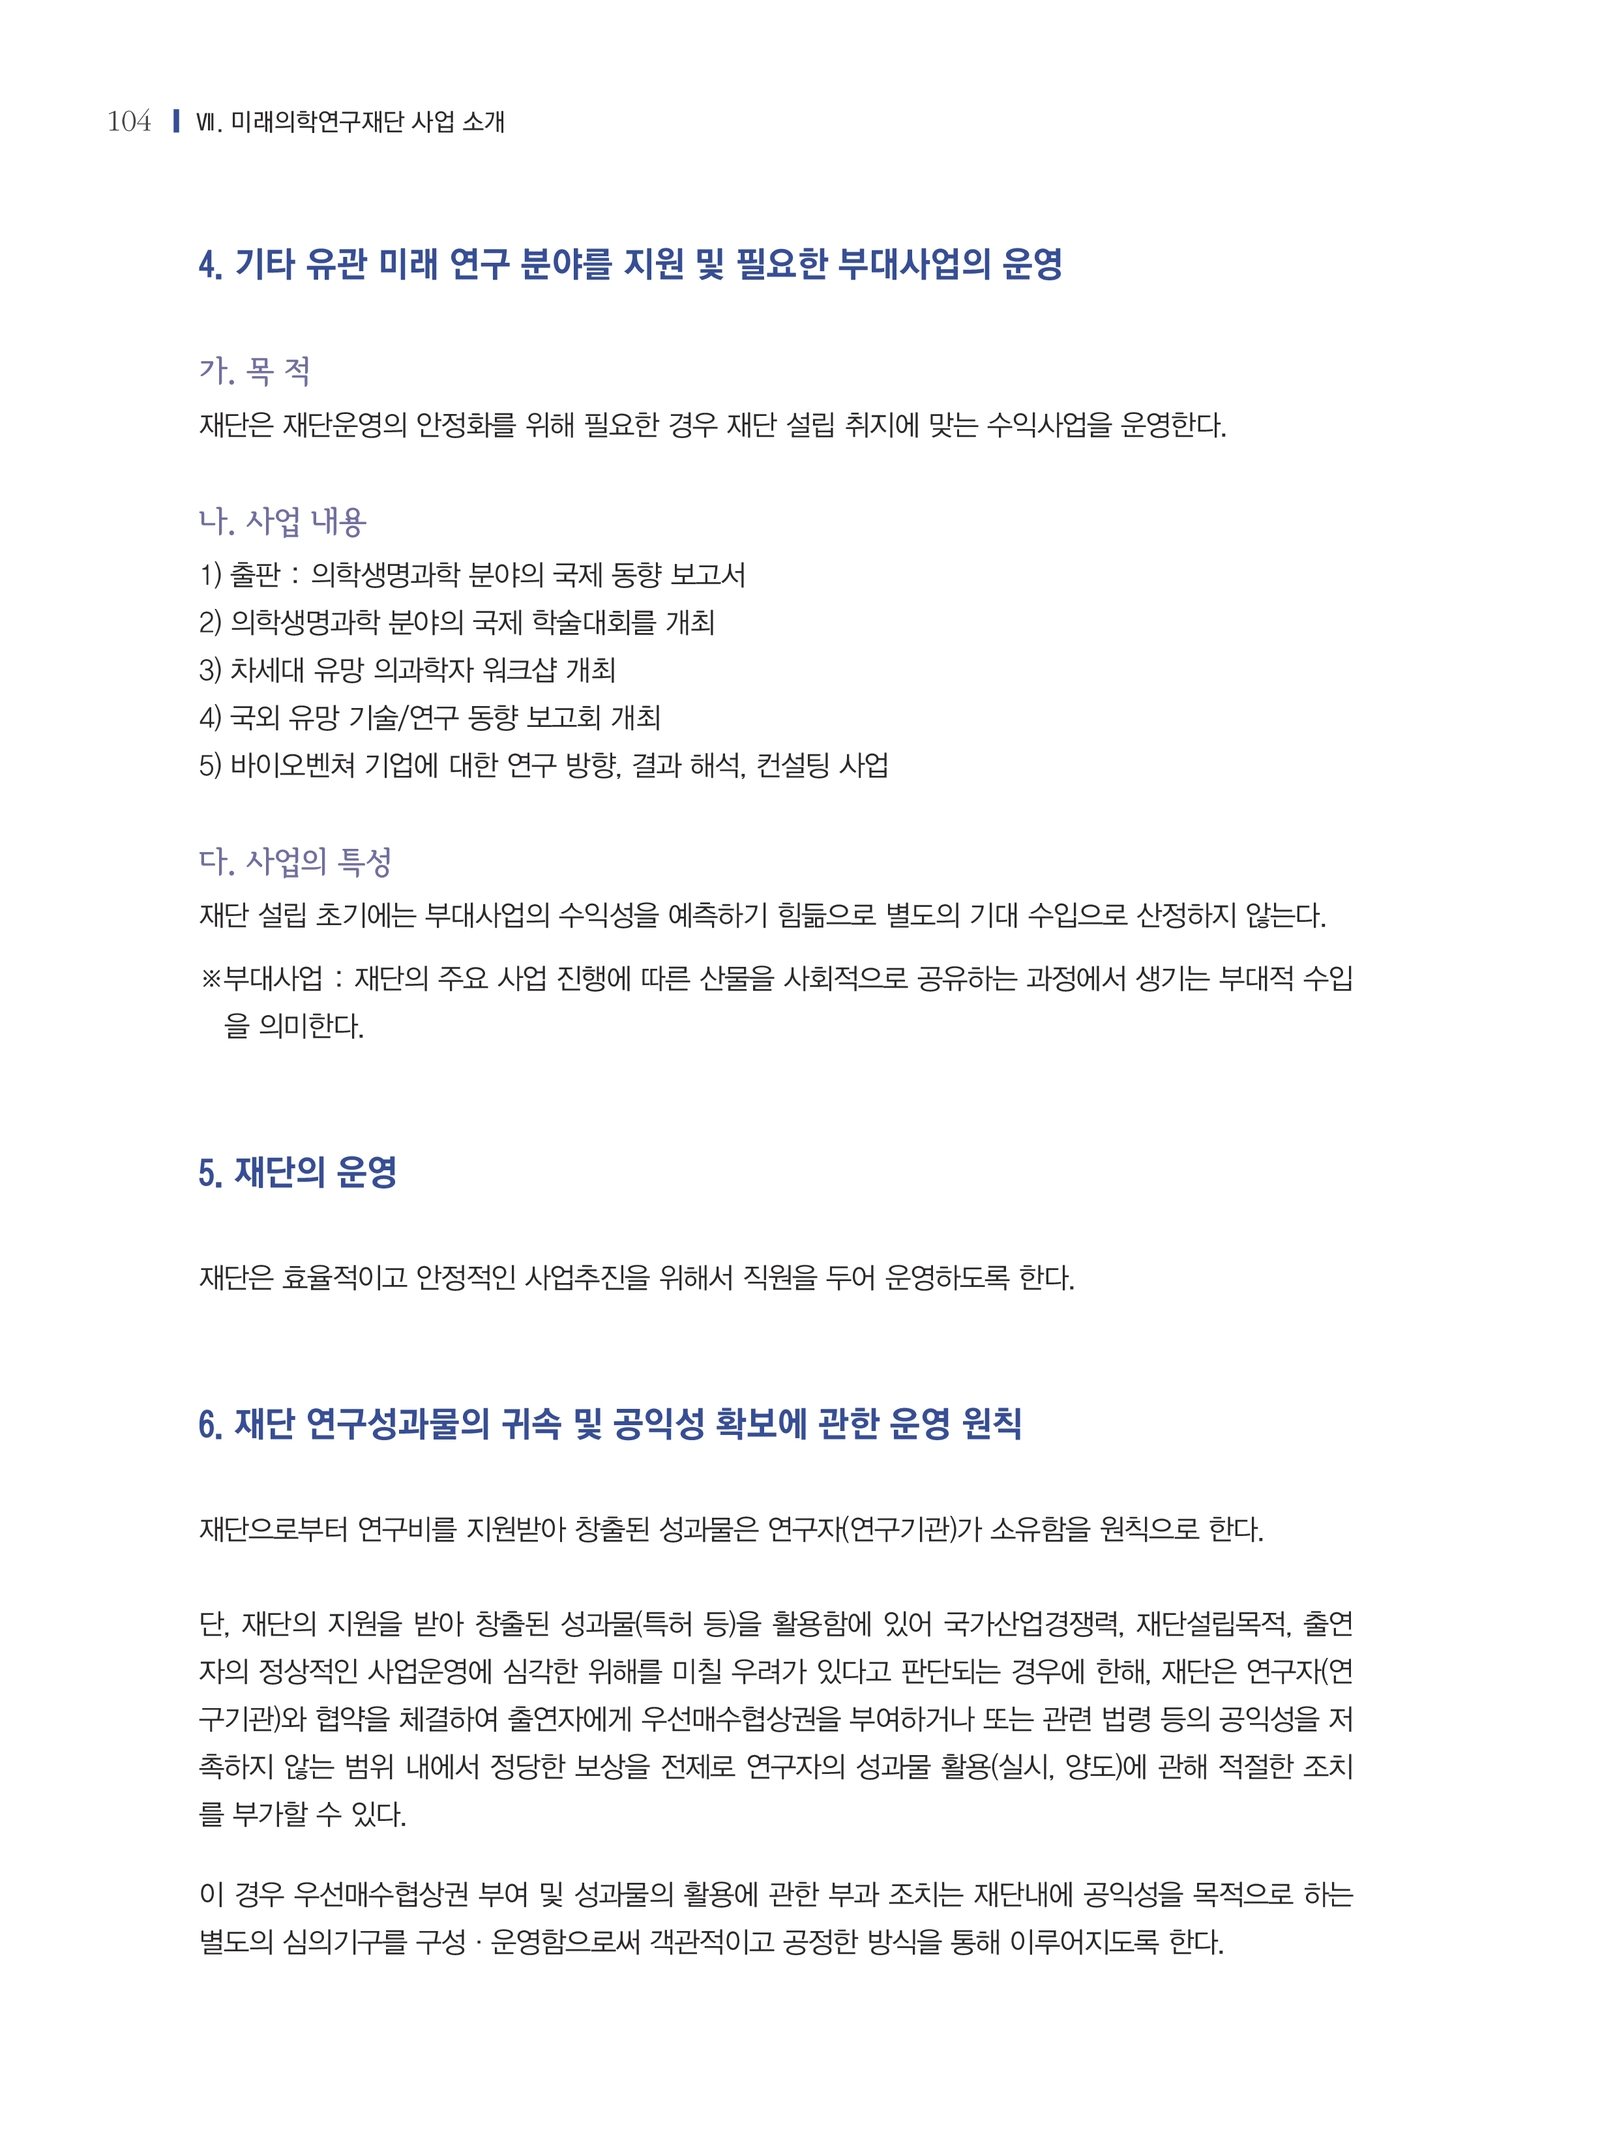 104 Ⅶ. 미래의학연구재단 사업 소개
4. 기타 유관 미래 연구 분야를 지원 및 필요한 부대사업의 운영
가. 목 적
재단은 재단운영의 안정화를 위해 필요한 경우 재단 설립 취지에 맞는 수익사업을 운영한다.
나. 사업 내용
1) 출판 : 의학생명과학 분야의 국제 동향 보고서
2) 의학생명과학 분야의 국제 학술대회를 개최
3) 차세대 유망 의과학자 워크샵 개최
4) 국외 유망 기술/연구 동향 보고회 개최
5) 바이오벤쳐 기업에 대한 연구 방향, 결과 해석, 컨설팅 사업
다. 사업의 특성
재단 설립 초기에는 부대사업의 수익성을 예측하기 힘듦으로 별도의 기대 수입으로 산정하지 않는다.
※부대사업 : 재단의 주요 사업 진행에 따른 산물을 사회적으로 공유하는 과정에서 생기는 부대적 수입
을 의미한다.
5. 재단의 운영
재단은 효율적이고 안정적인 사업추진을 위해서 직원을 두어 운영하도록 한다.
6. 재단 연구성과물의 귀속 및 공익성 확보에 관한 운영 원칙
재단으로부터 연구비를 지원받아 창출된 성과물은 연구자(연구기관)가 소유함을 원칙으로 한다.
단, 재단의 지원을 받아 창출된 성과물(특허 등)을 활용함에 있어 국가산업경쟁력, 재단설립목적, 출연
자의 정상적인 사업운영에 심각한 위해를 미칠 우려가 있다고 판단되는 경우에 한해, 재단은 연구자(연
구기관)와 협약을 체결하여 출연자에게 우선매수협상권을 부여하거나 또는 관련 법령 등의 공익성을 저
촉하지 않는 범위 내에서 정당한 보상을 전제로 연구자의 성과물 활용(실시, 양도)에 관해 적절한 조치
를 부가할 수 있다.
이 경우 우선매수협상권 부여 및 성과물의 활용에 관한 부과 조치는 재단내에 공익성을 목적으로 하는
별도의 심의기구를 구성 · 운영함으로써 객관적이고 공정한 방식을 통해 이루어지도록 한다.